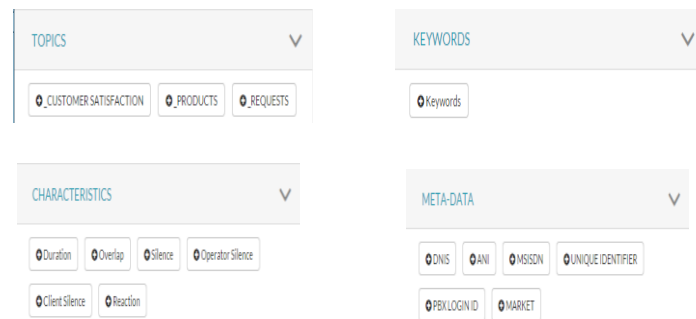 TOPICS
_CUSTOMER SATISFACTION _PRODUCTS _REQUESTS
KEYWORDS
Keywords
CHARACTERISTICS
Duration Overlap Silence Operator Silence
Client Silence Reaction
META-DATA
DNIS ANI MSISDN UNIQUE IDENTIFIER
PBX LOGIN ID MARKET